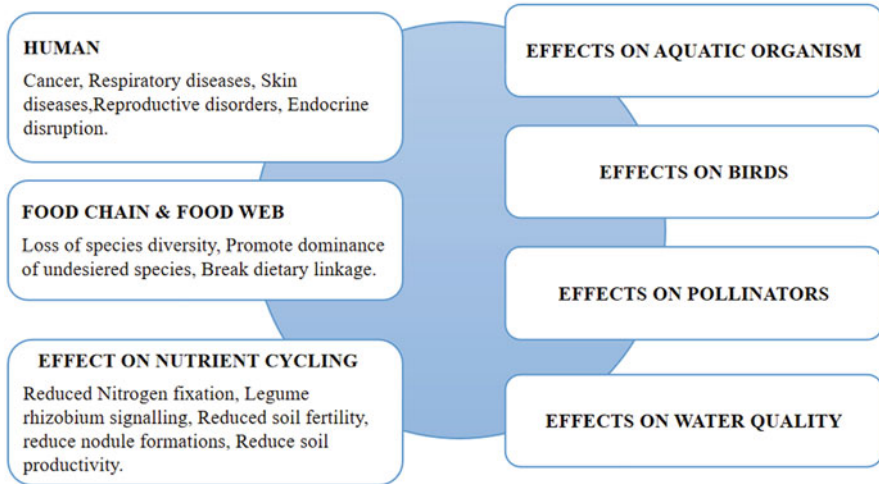 HUMAN
Cancer, Respiratory diseases, Skin
diseases,Reproductive disorders, Endocrine
disruption.
FOOD CHAIN & FOOD WEB
Loss of species diversity, Promote dominance
of undesiered species, Break dietary linkage.
EFFECT ON NUTRIENT CYCLING
Reduced Nitrogen fixation, Legume
rhizobium signalling, Reduced soil fertility,
reduce nodule formations, Reduce soil
productivity.
EFFECTS ON AQUATIC ORGANISM
EFFECTS ON BIRDS
EFFECTS ON POLLINATORS
EFFECTS ON WATER QUALITY